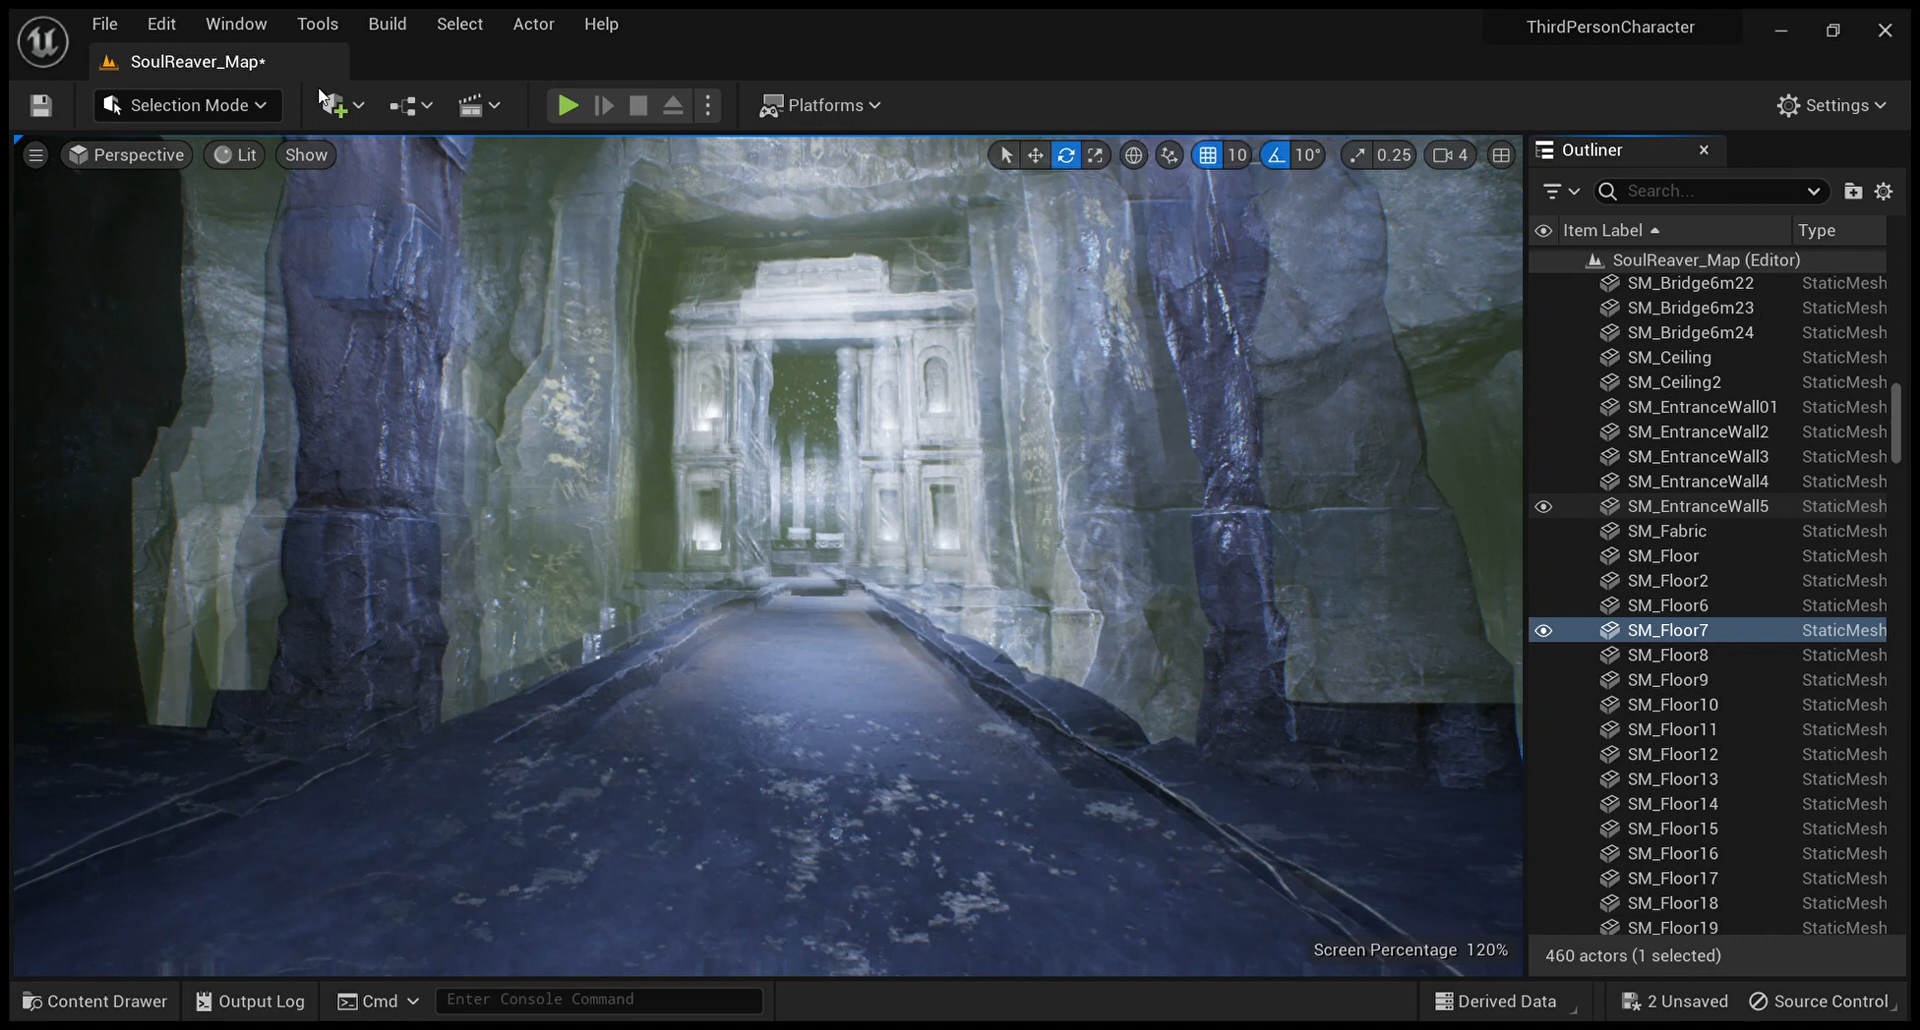 File Edit Window Tools Build Select Actor Help
ThirdPersonCharacter
SoulReaver_Map*
Selection Mode
Platforms
Settings
Perspective
Lit
Show
10
10°
0.25
4
Outliner
Search...
Item Label
Type
SoulReaver_Map (Editor)
SM_Bridge6m22 StaticMesh
SM_Bridge6m23 StaticMesh
SM_Bridge6m24 StaticMesh
SM_Ceiling StaticMesh
SM_Ceiling2 StaticMesh
SM_EntranceWall01 StaticMesh
SM_EntranceWall2 StaticMesh
SM_EntranceWall3 StaticMesh
SM_EntranceWall4 StaticMesh
SM_EntranceWall5 StaticMesh
SM_Fabric StaticMesh
SM_Floor StaticMesh
SM_Floor2 StaticMesh
SM_Floor6 StaticMesh
SM_Floor7 StaticMesh
SM_Floor8 StaticMesh
SM_Floor9 StaticMesh
SM_Floor10 StaticMesh
SM_Floor11 StaticMesh
SM_Floor12 StaticMesh
SM_Floor13 StaticMesh
SM_Floor14 StaticMesh
SM_Floor15 StaticMesh
SM_Floor16 StaticMesh
SM_Floor17 StaticMesh
SM_Floor18 StaticMesh
SM_Floor19 StaticMesh
Screen Percentage 120%
460 actors (1 selected)
Content Drawer
Output Log
Cmd
Enter Console Command
Derived Data
2 Unsaved
Source Control